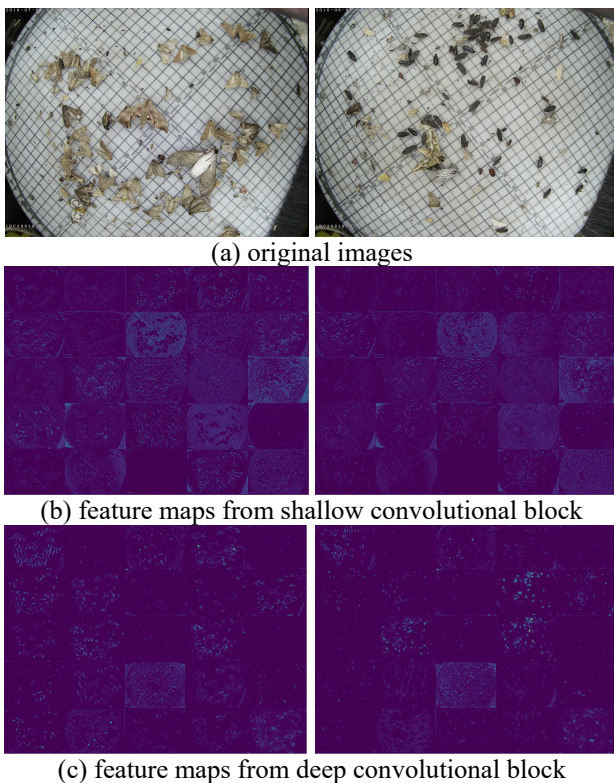 (a) original images
(b) feature maps from shallow convolutional block
(c) feature maps from deep convolutional block